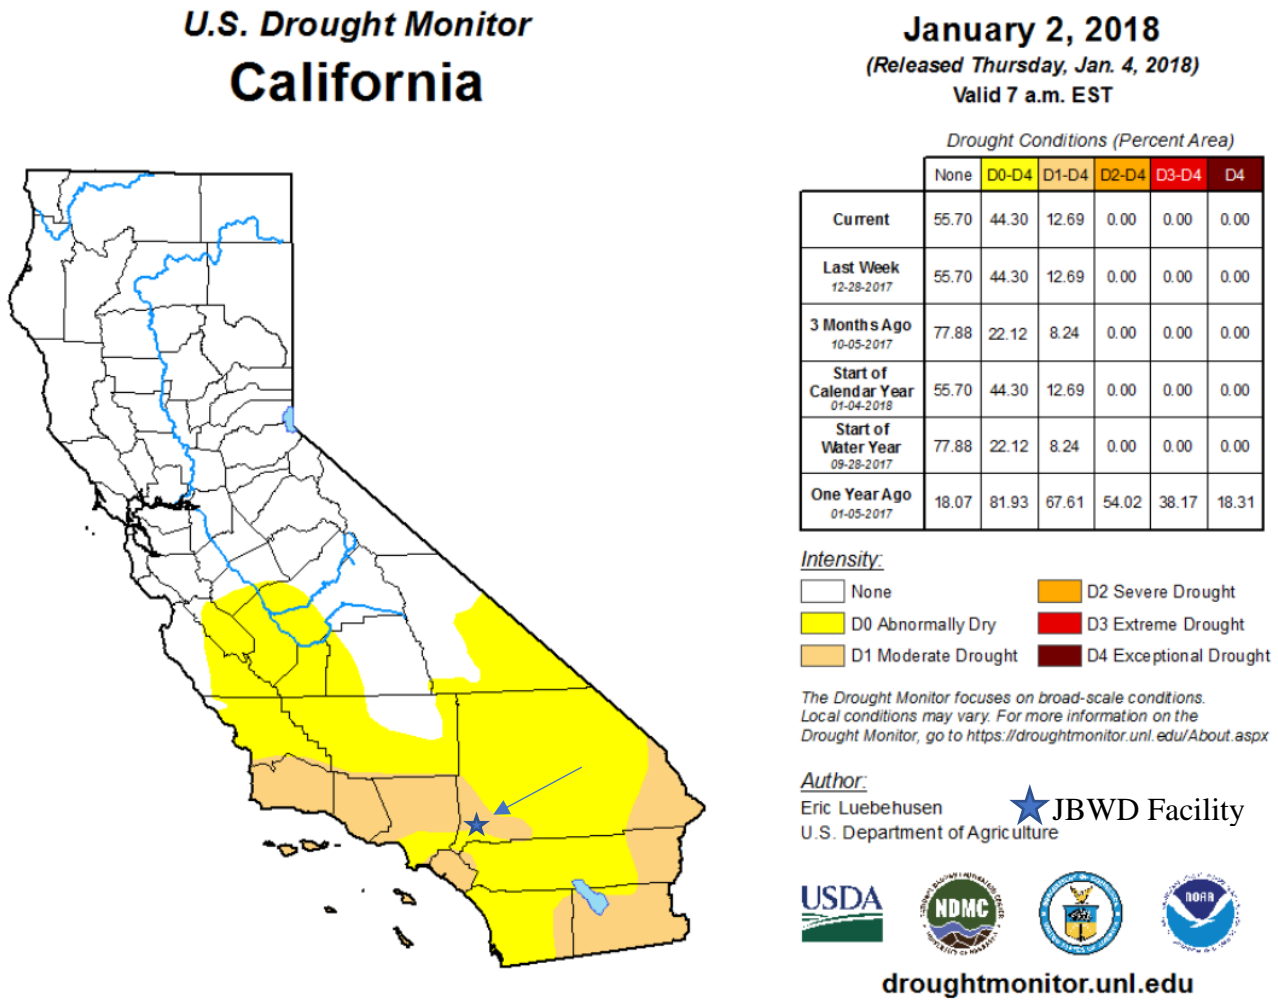 U.S. Drought Monitor
California
January 2, 2018
(Released Thursday, Jan. 4, 2018)
Valid 7 a.m. EST
Drought Conditions (Percent Area)
None D0-D4 D1-D4 D2-D4 D3-D4 D4
Current 55.70 44.30 12.69 0.00 0.00 0.00
Last Week
12-28-2017 55.70 44.30 12.69 0.00 0.00 0.00
3 Months Ago
10-05-2017 77.88 22.12 8.24 0.00 0.00 0.00
Start of
Calendar Year
01-04-2018 55.70 44.30 12.69 0.00 0.00 0.00
Start of
Water Year
09-28-2017 77.88 22.12 8.24 0.00 0.00 0.00
One Year Ago
01-05-2017 18.07 81.93 67.61 54.02 38.17 18.31
Intensity:
None
D0 Abnormally Dry
D1 Moderate Drought
D2 Severe Drought
D3 Extreme Drought
D4 Exceptional Drought
The Drought Monitor focuses on broad-scale conditions.
Local conditions may vary. For more information on the
Drought Monitor, go to https://droughtmonitor.unl.edu/About.aspx
Author:
Eric Luebehusen
U.S. Department of Agriculture
JBWD Facility
USDA
NDMC
NOAA
droughtmonitor.unl.edu